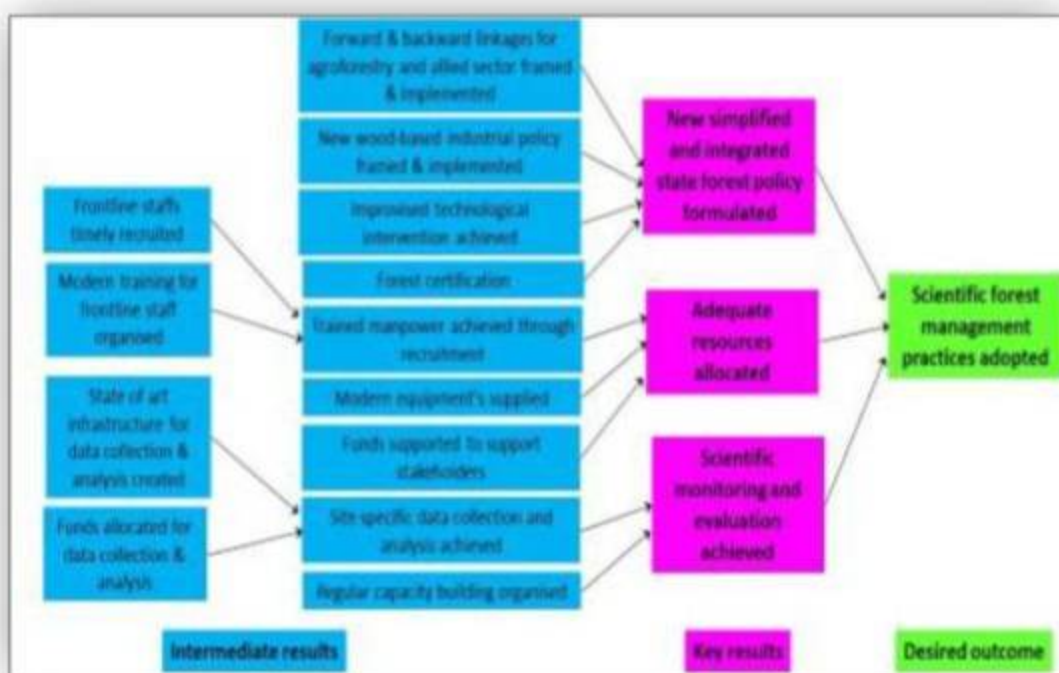 Forward & backward linkages for
agroforestry and allied sector framed
& implemented
New wood-based industrial policy
framed & implemented
Improvised technological
intervention achieved
Forest certification
Frontline staffs
timely recruited
Modern training for
frontline staff
organised
Trained manpower achieved through
recruitment
Modern equipment's supplied
Funds supported to support
stakeholders
State of art
infrastructure for
data collection &
analysis created
Funds allocated for
data collection &
analysis
Site specific data collection and
analysis achieved
Regular capacity building organised
New simplified
and integrated
state forest policy
formulated
Adequate
resources
allocated
Scientific
monitoring and
evaluation
achieved
Scientific forest
management
practices adopted
Intermediate results
Key results
Desired outcome